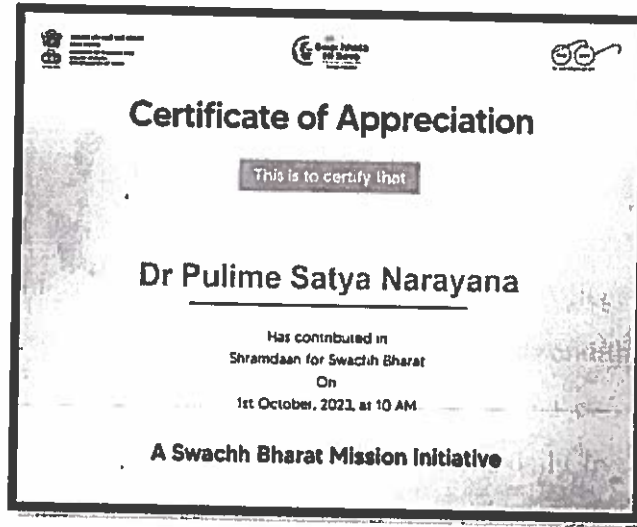 Certificate of Appreciation
This is to certify that
Dr Pulime Satya Narayana
Has contributed in
Shramdaan for Swachh Bharat
On
1st October, 2023, at 10 AM
A Swachh Bharat Mission Initiative